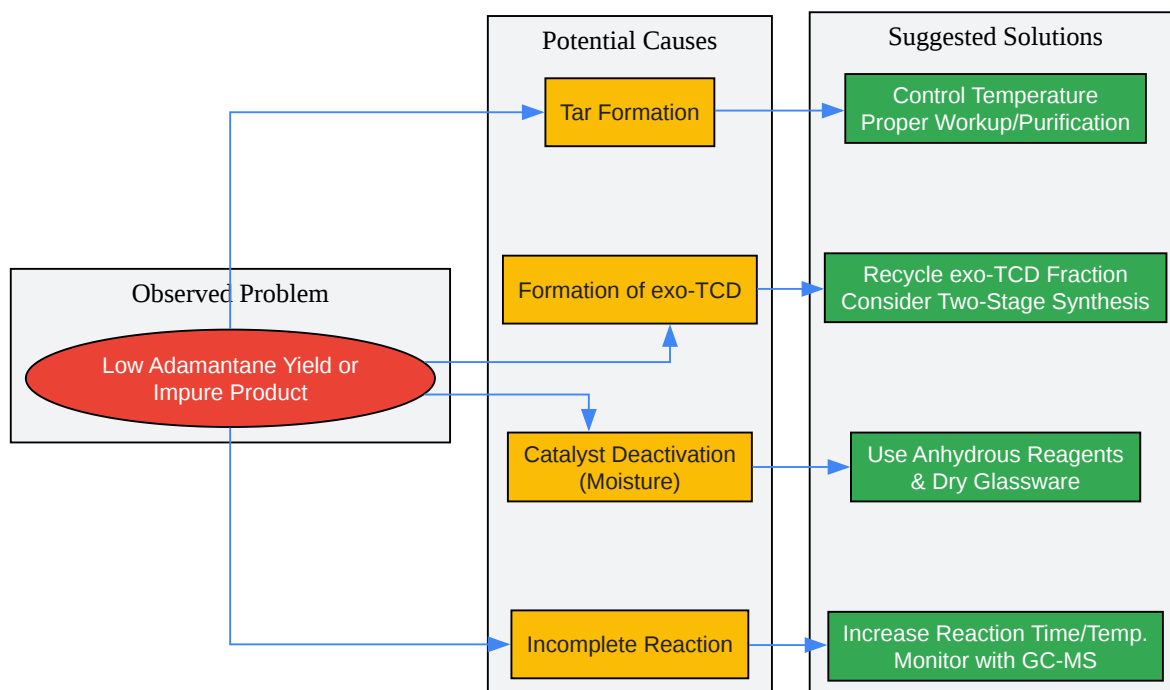 Potential Causes
Suggested Solutions
Tar Formation
Control Temperature
Proper Workup/Purification
Observed Problem
Low Adamantane Yield or
Impure Product
Formation of exo-TCD
Recycle exo-TCD Fraction
Consider Two-Stage Synthesis
Catalyst Deactivation
(Moisture)
Use Anhydrous Reagents
& Dry Glassware
Incomplete Reaction
Increase Reaction Time/Temp.
Monitor with GC-MS